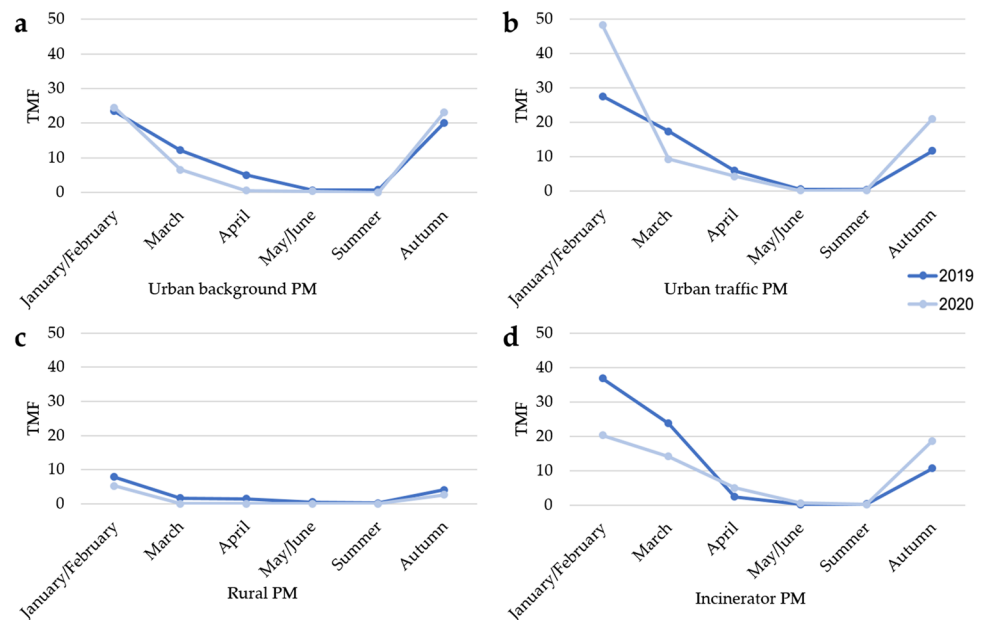 a
50
40
30
20
10
0
TMF
January/February
March
April
May/June
Summer
Autumn
Urban background PM
b
50
40
30
20
10
0
TMF
January/February
March
April
May/June
Summer
Autumn
Urban traffic PM
2019
2020
c
50
40
30
20
10
0
TMF
January/February
March
April
May/June
Summer
Autumn
Rural PM
d
50
40
30
20
10
0
TMF
January/February
March
April
May/June
Summer
Autumn
Incinerator PM